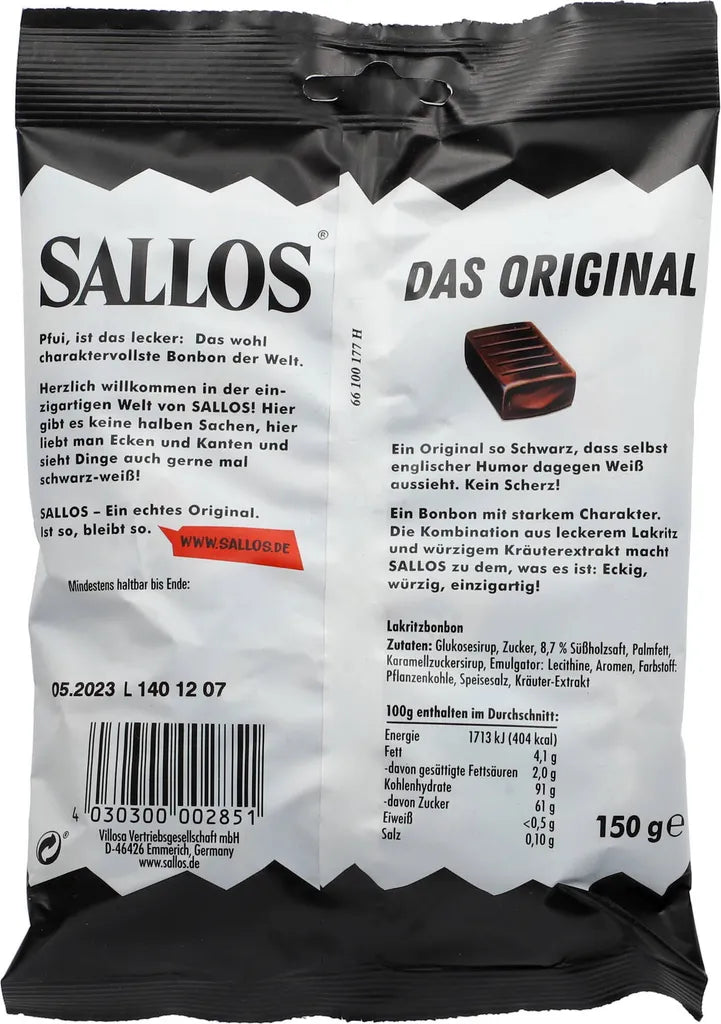 SALLOS®
Pfui, ist das lecker: Das wohl
charaktervollste Bonbon der Welt.
Herzlich willkommen in der ein-
zigartigen Welt von SALLOS! Hier
gibt es keine halben Sachen, hier
liebt man Ecken und Kanten und
sieht Dinge auch gerne mal
schwarz-weiß!
SALLOS – Ein echtes Original.
Ist so, bleibt so.
WWW.SALLOS.DE
Mindestens haltbar bis Ende:
05.2023 L 140 12 07
4 030300 002851
Villosa Vertriebsgesellschaft mbH
D-46426 Emmerich, Germany
www.sallos.de
66 100 177 H
DAS ORIGINAL
Ein Original so Schwarz, dass selbst
englischer Humor dagegen Weiß
aussieht. Kein Scherz!
Ein Bonbon mit starkem Charakter.
Die Kombination aus leckerem Lakritz
und würzigem Kräuterextrakt macht
SALLOS zu dem, was es ist: Eckig,
würzig, einzigartig!
Lakritzbonbon
Zutaten: Glukosesirup, Zucker, 8,7 % Süßholzsaft, Palmfett,
Karamellzuckersirup, Emulgator: Lecithine, Aromen, Farbstoff:
Pflanzenkohle, Speisesalz, Kräuter-Extrakt
100g enthalten im Durchschnitt:
Energie 1713 kJ (404 kcal)
Fett 4,1 g
-davon gesättigte Fettsäuren 2,0 g
Kohlenhydrate 91 g
-davon Zucker 61 g
Eiweiß <0,5 g
Salz 0,10 g
150 g e